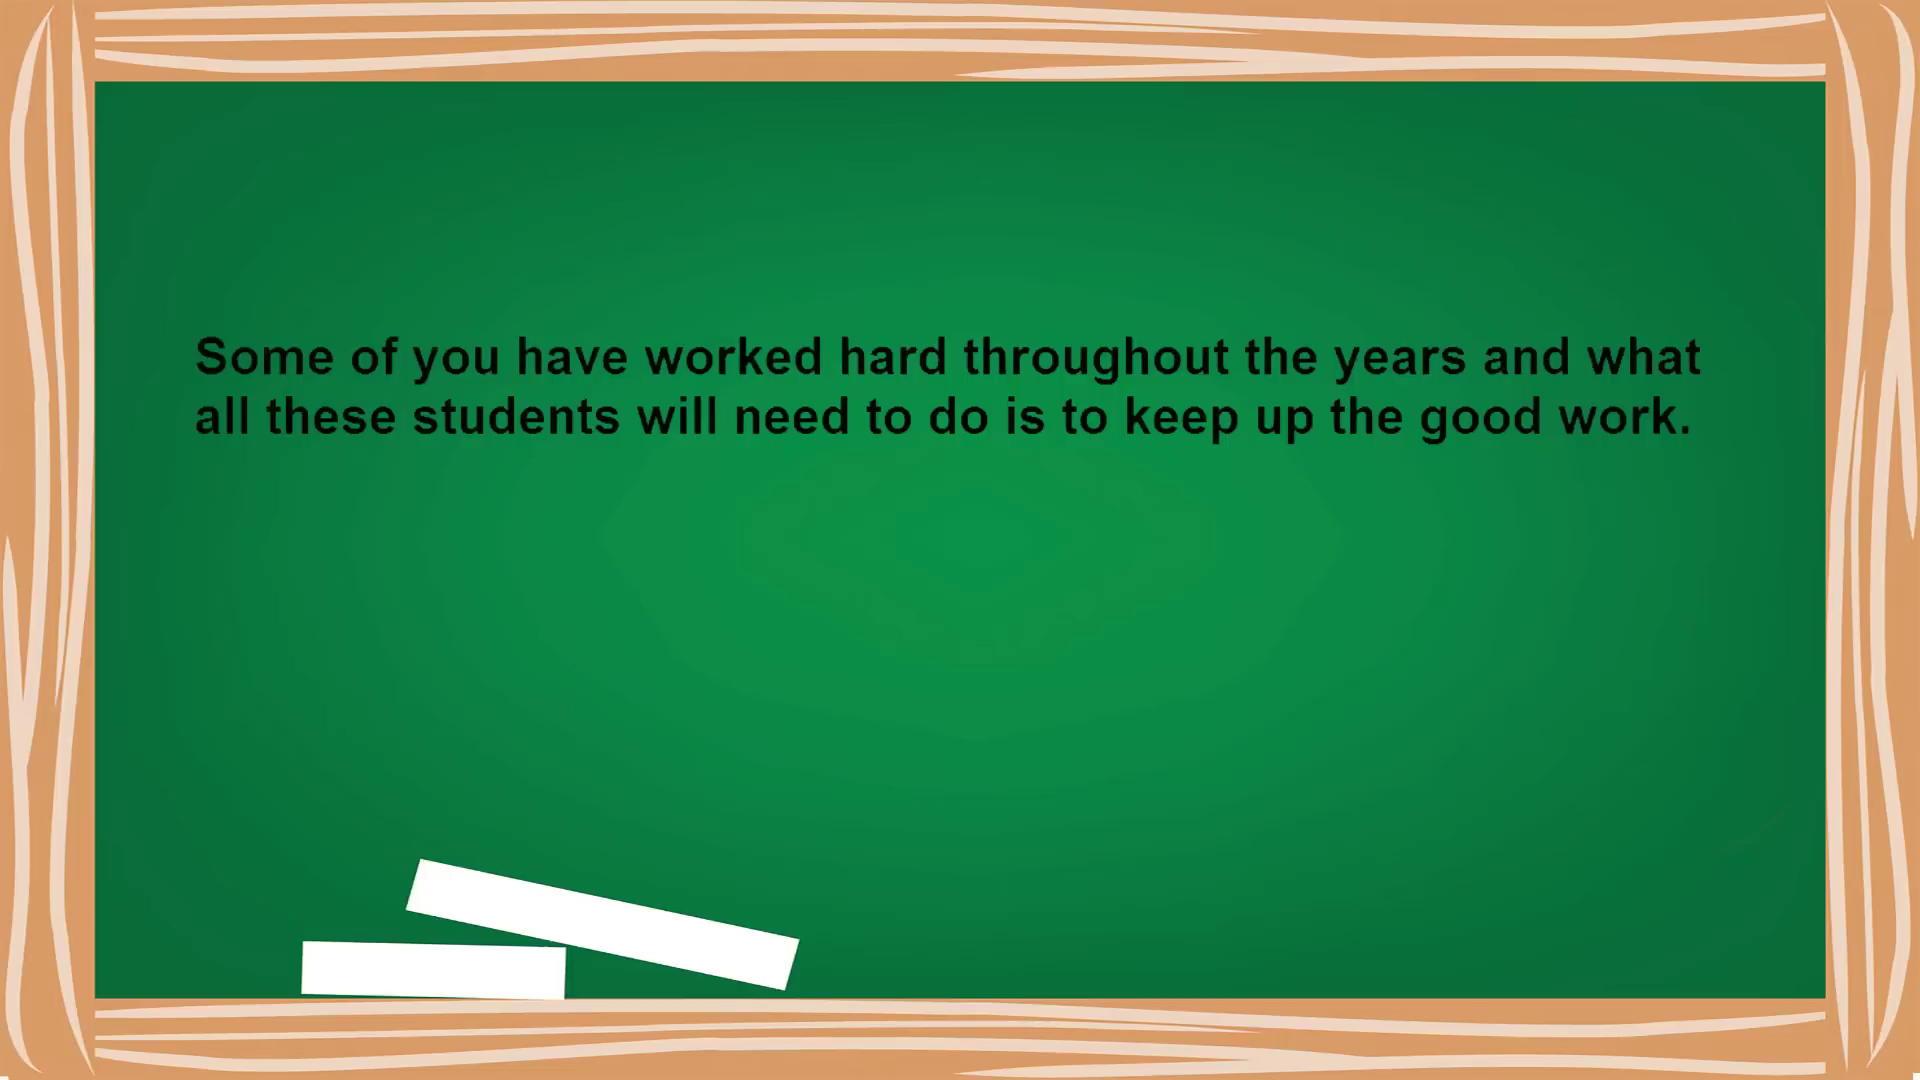 Some of you have worked hard throughout the years and what
all these students will need to do is to keep up the good work.